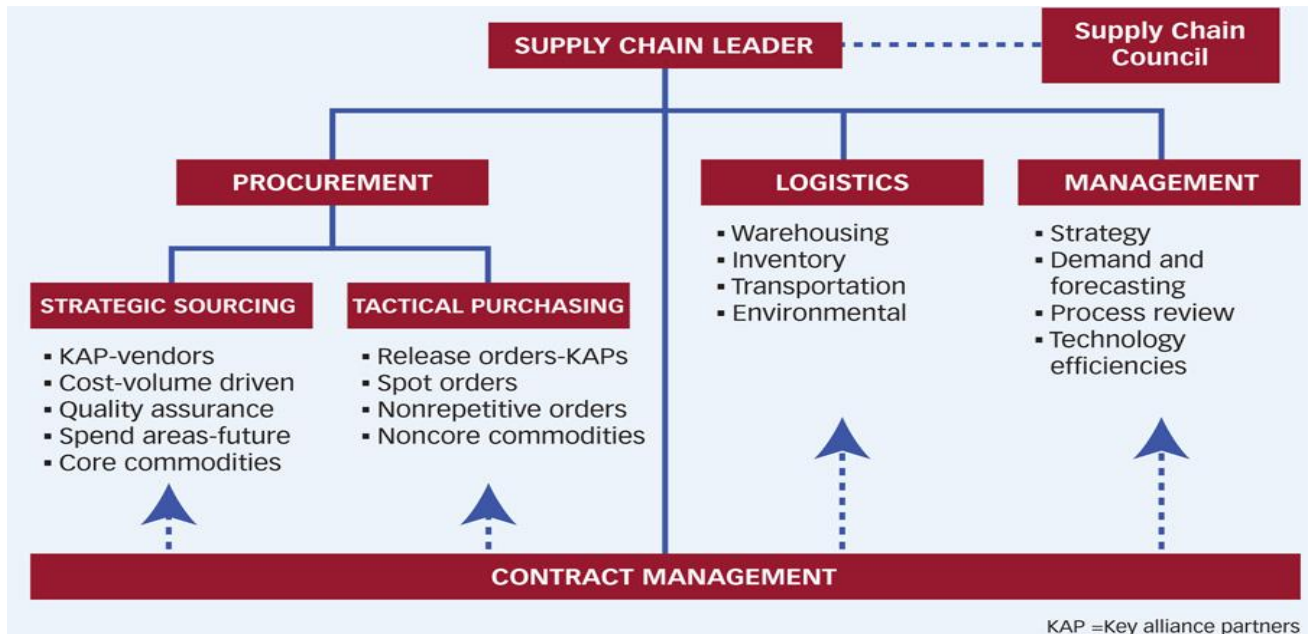 SUPPLY CHAIN LEADER
Supply Chain
Council
PROCUREMENT
LOGISTICS
MANAGEMENT
STRATEGIC SOURCING
▪ KAP-vendors
▪ Cost-volume driven
▪ Quality assurance
▪ Spend areas-future
▪ Core commodities
TACTICAL PURCHASING
▪ Release orders-KAPs
▪ Spot orders
▪ Nonrepetitive orders
▪ Noncore commodities
▪ Warehousing
▪ Inventory
▪ Transportation
▪ Environmental
▪ Strategy
▪ Demand and
forecasting
▪ Process review
▪ Technology
efficiencies
CONTRACT MANAGEMENT
KAP =Key alliance partners